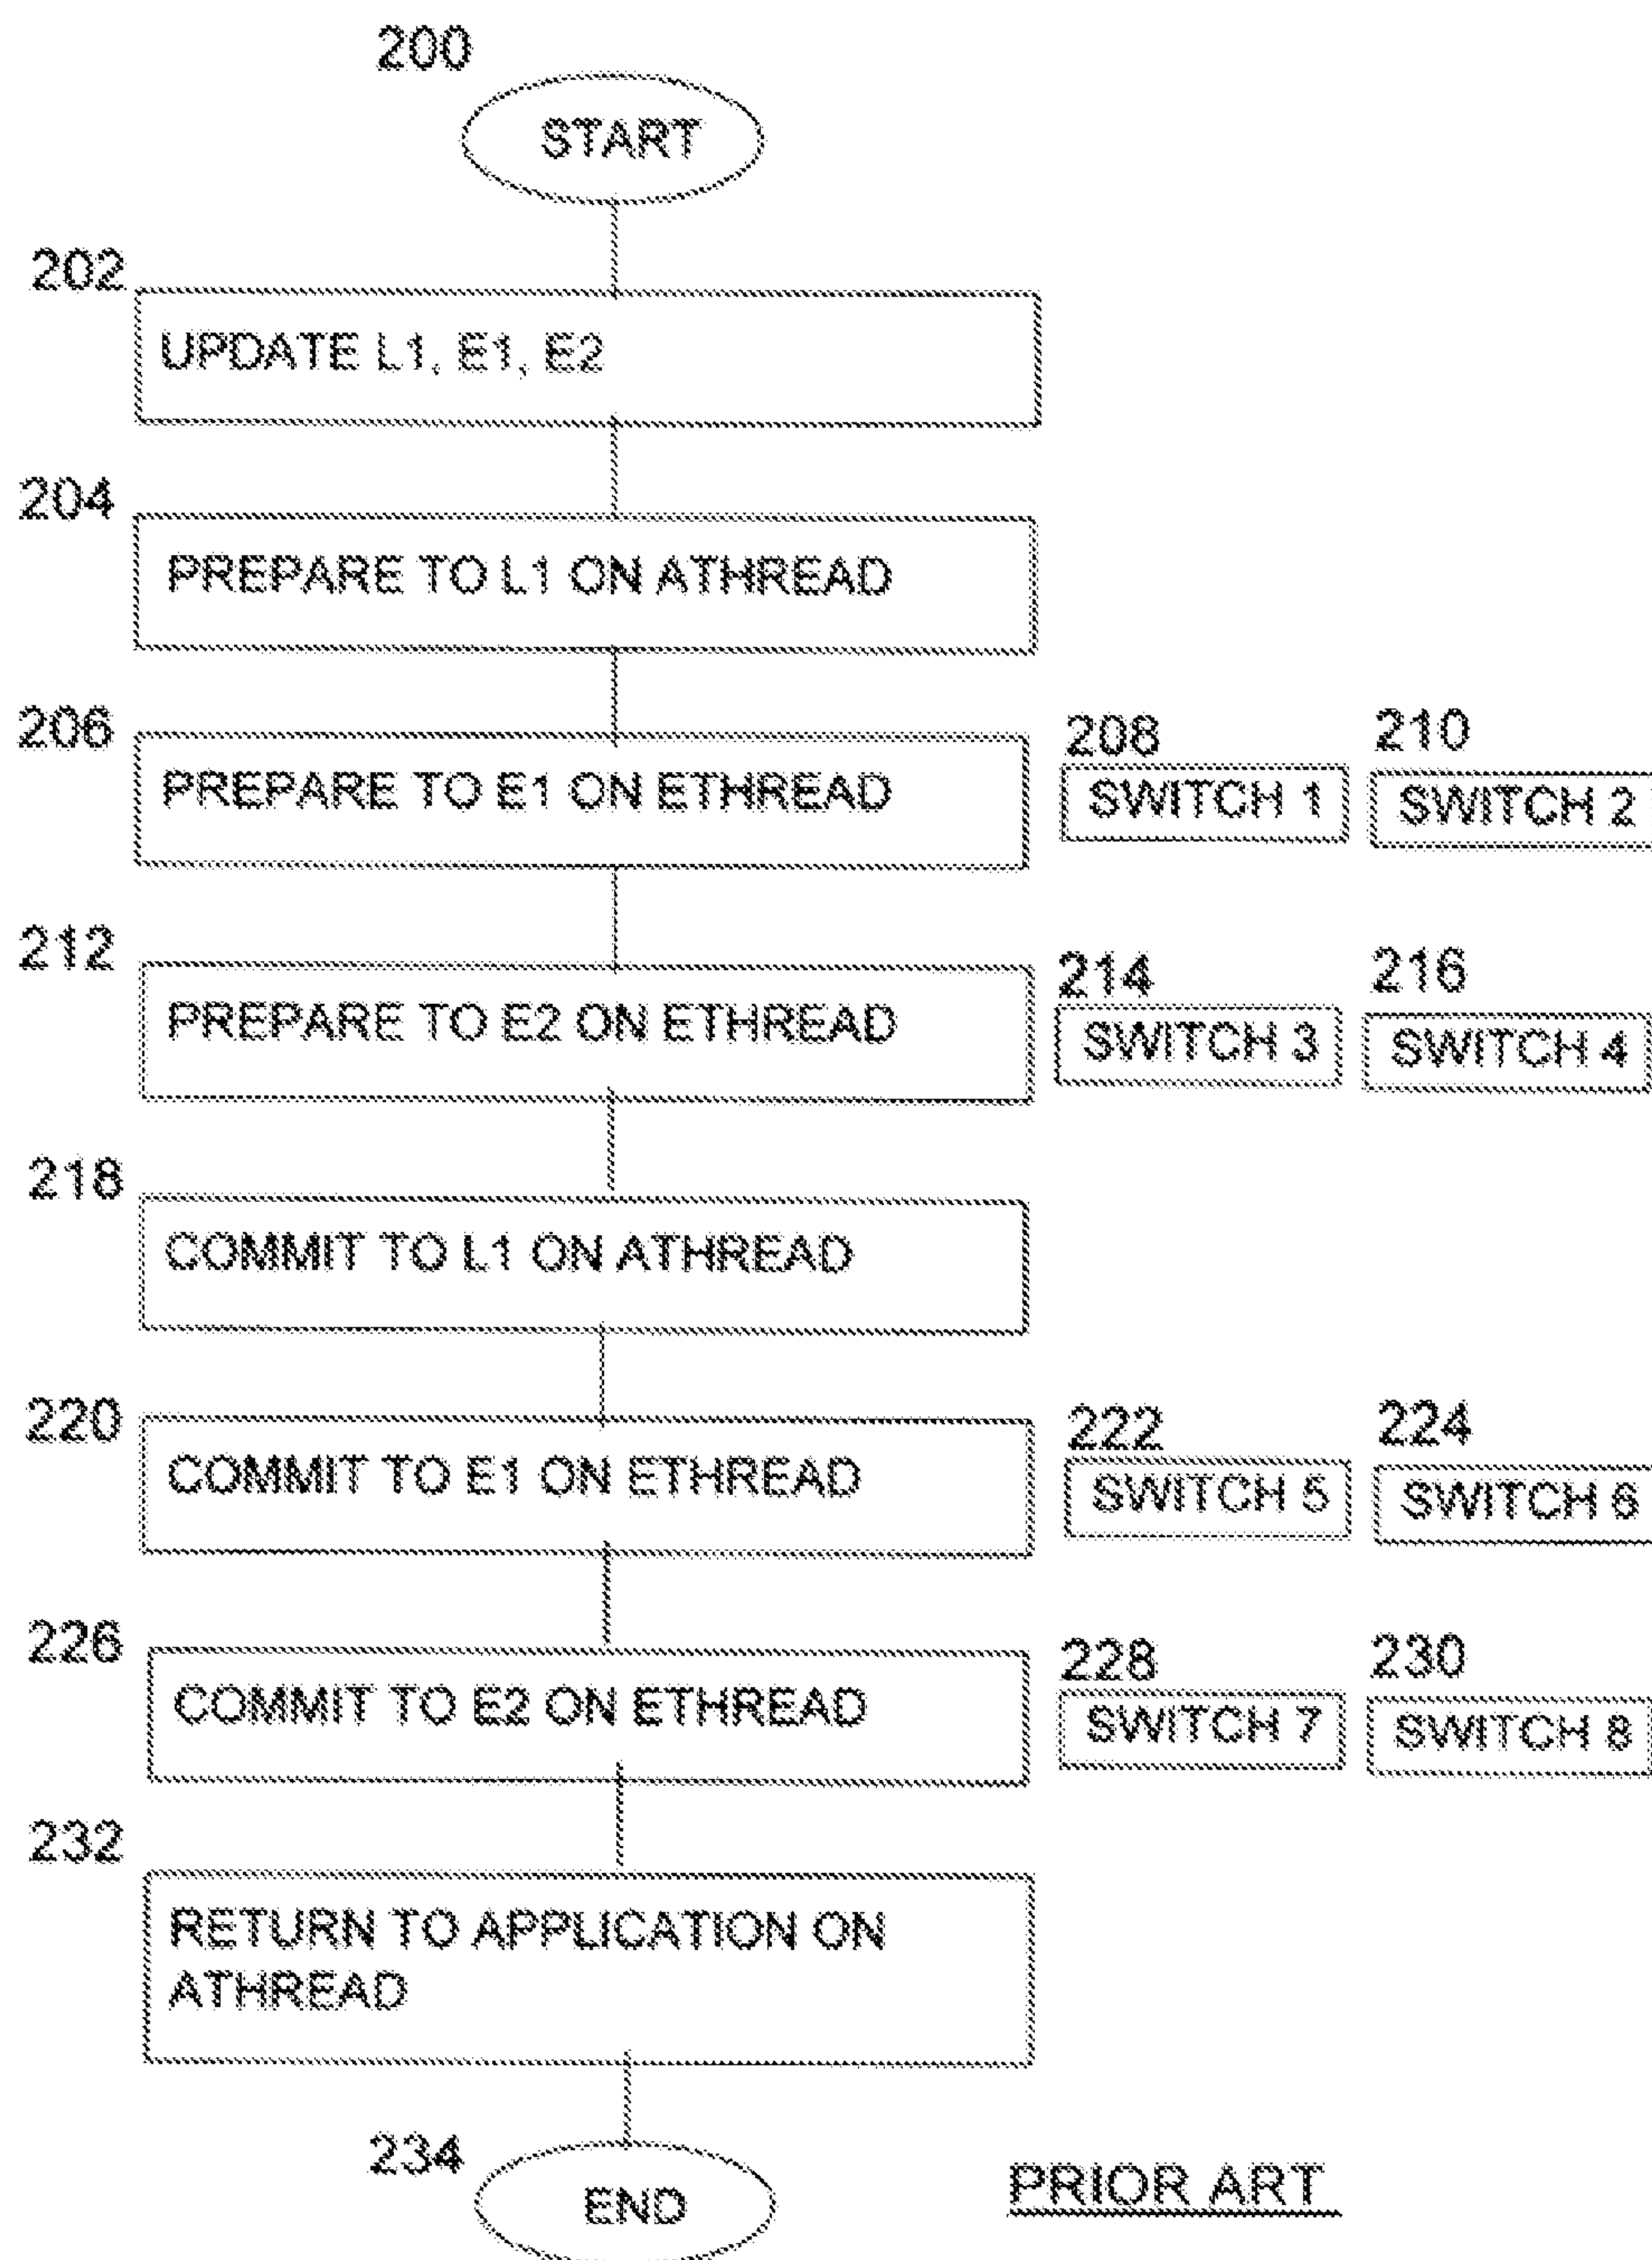 200
START
202
UPDATE L1, E1, E2
204
PREPARE TO L1 ON ATHREAD
206
PREPARE TO E1 ON ETHREAD
208
SWITCH 1
210
SWITCH 2
212
PREPARE TO E2 ON ETHREAD
214
SWITCH 3
216
SWITCH 4
218
COMMIT TO L1 ON ATHREAD
220
COMMIT TO E1 ON ETHREAD
222
SWITCH 5
224
SWITCH 6
226
COMMIT TO E2 ON ETHREAD
228
SWITCH 7
230
SWITCH 8
232
RETURN TO APPLICATION ON
ATHREAD
234
END
PRIOR ART